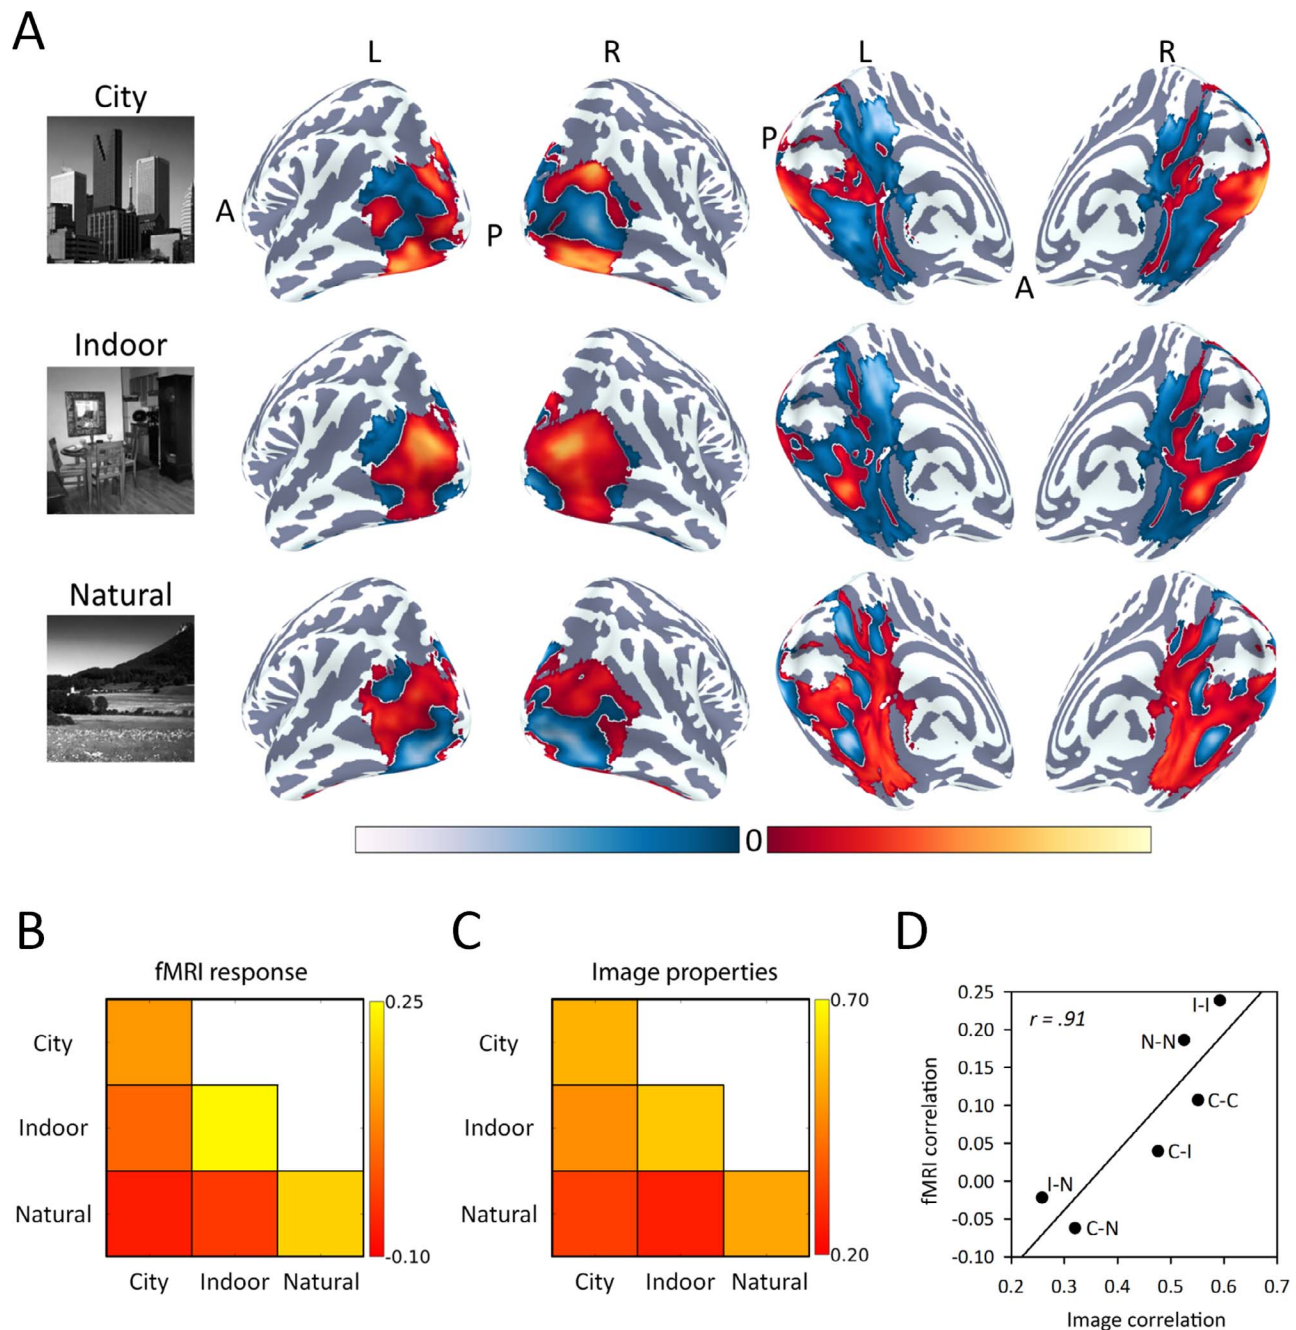 A
L R L R
City
P
A
P
A
Indoor
Natural
0
B
C
D
fMRI response
Image properties
0.25
-0.10
City
Indoor
Natural
City Indoor Natural
0.70
0.20
City
Indoor
Natural
City Indoor Natural
r = .91
I-I
N-N
C-C
C-I
I-N
C-N
fMRI correlation
0.25
0.20
0.15
0.10
0.05
0.00
-0.05
-0.10
0.2 0.3 0.4 0.5 0.6 0.7
Image correlation